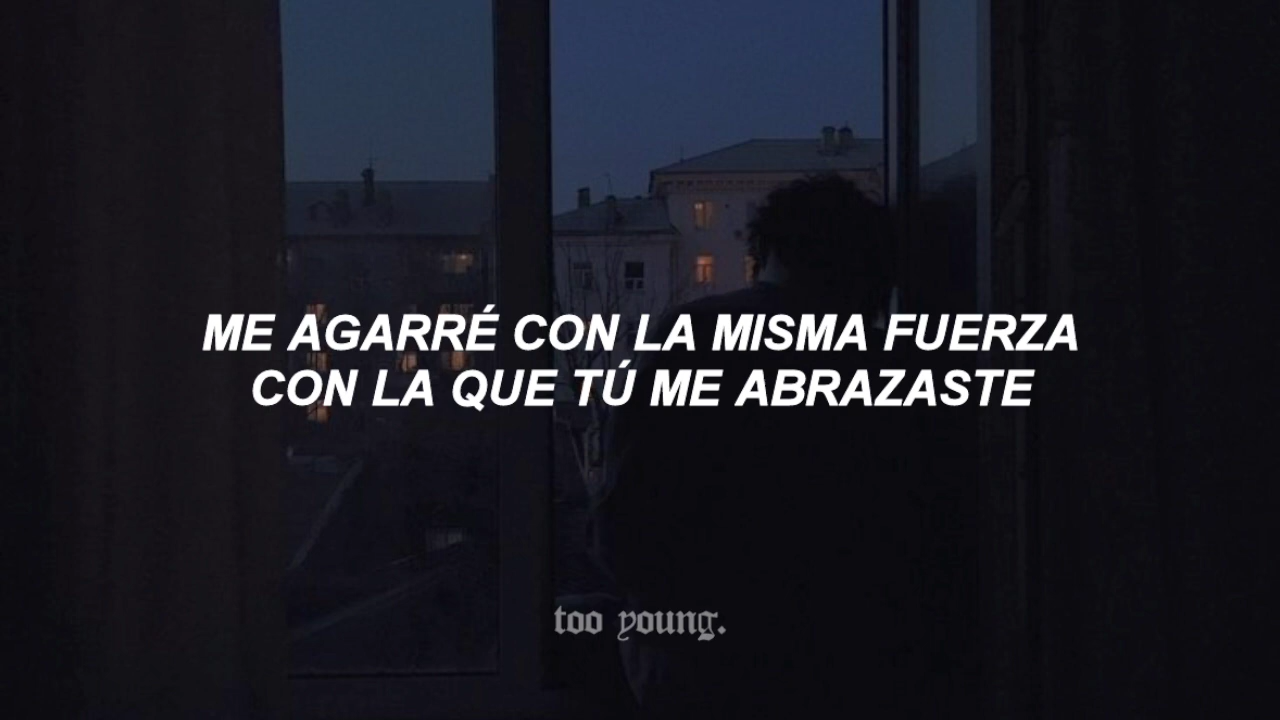 ME AGARRÉ CON LA MISMA FUERZA
CON LA QUE TÚ ME ABRAZASTE
too young.